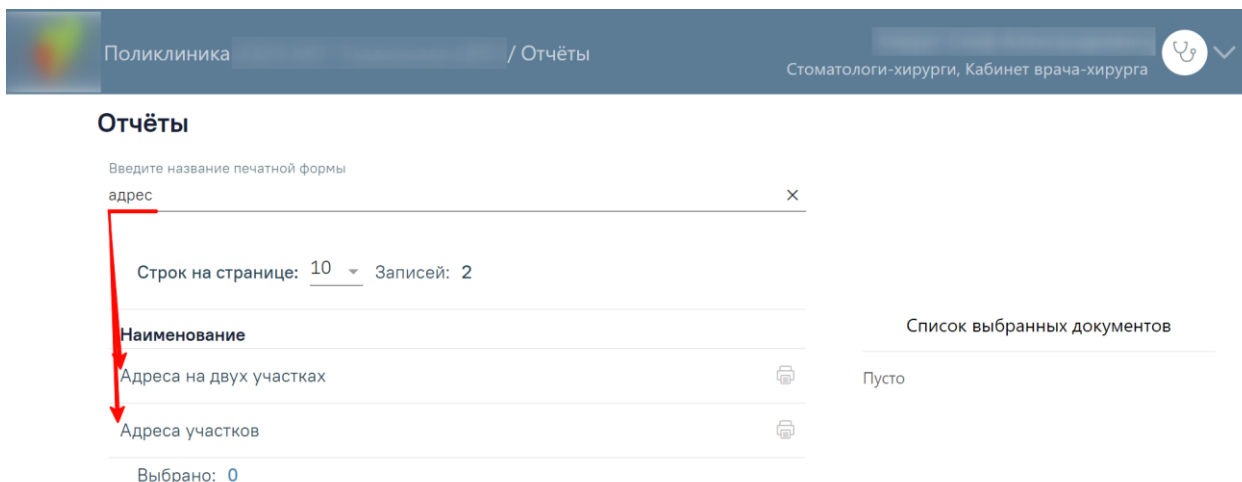 Поликлиника / Отчёты
Стоматологи-хирурги, Кабинет врача-хирурга
Отчёты
Введите название печатной формы
адрес
Строк на странице: 10 Записей: 2
Наименование
Список выбранных документов
Адреса на двух участках
Пусто
Адреса участков
Выбрано: 0